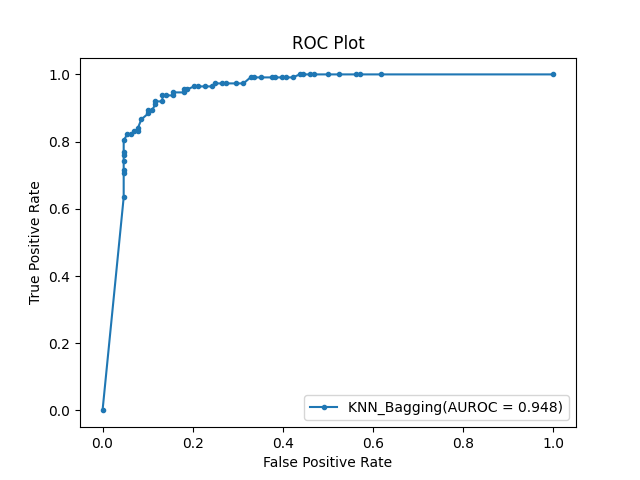 ROC Plot
1.0
0.8
0.6
0.4
0.2
0.0
True Positive Rate
KNN_Bagging(AUROC = 0.948)
0.0 0.2 0.4 0.6 0.8 1.0
False Positive Rate